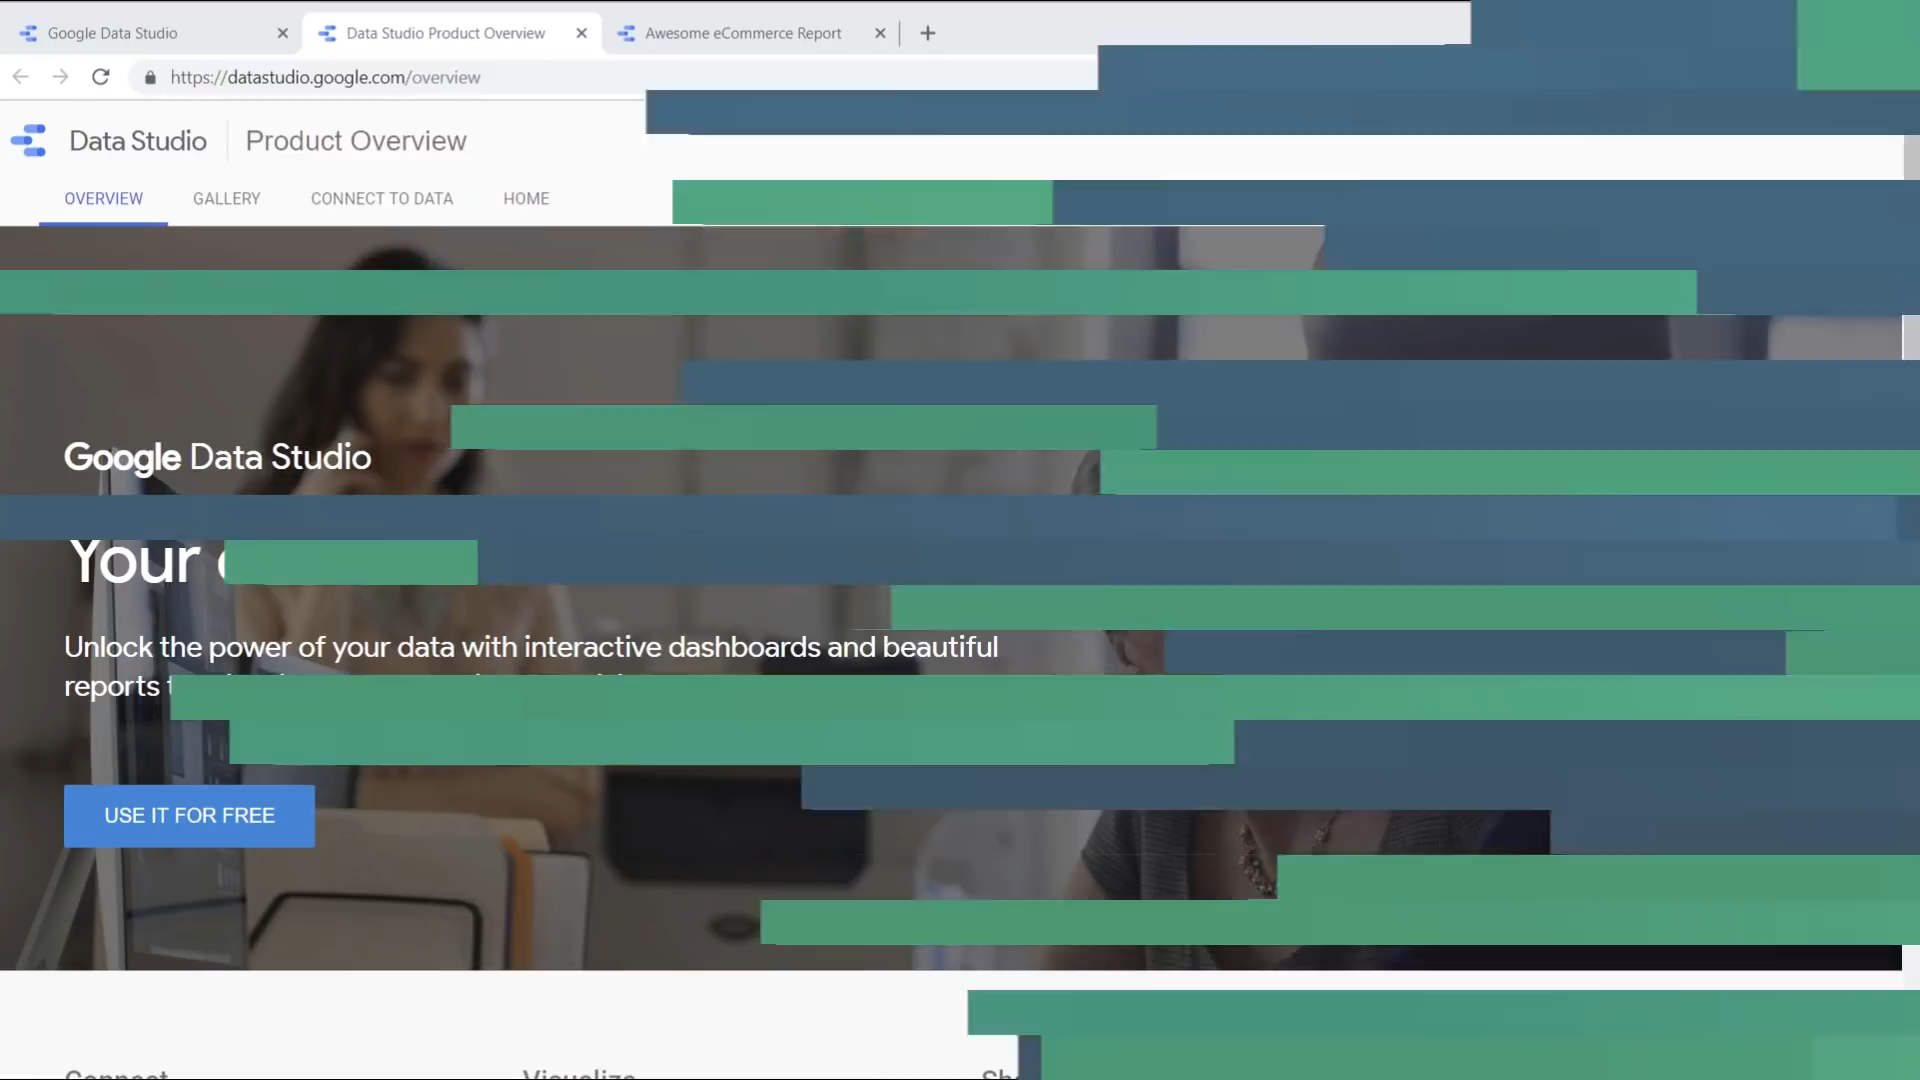 Google Data Studio
Data Studio Product Overview
Awesome eCommerce Report
https://datastudio.google.com/overview
Data Studio
Product Overview
OVERVIEW
GALLERY
CONNECT TO DATA
HOME
Google Data Studio
Your
Unlock the power of your data with interactive dashboards and beautiful
reports
USE IT FOR FREE
Connect
Visualize